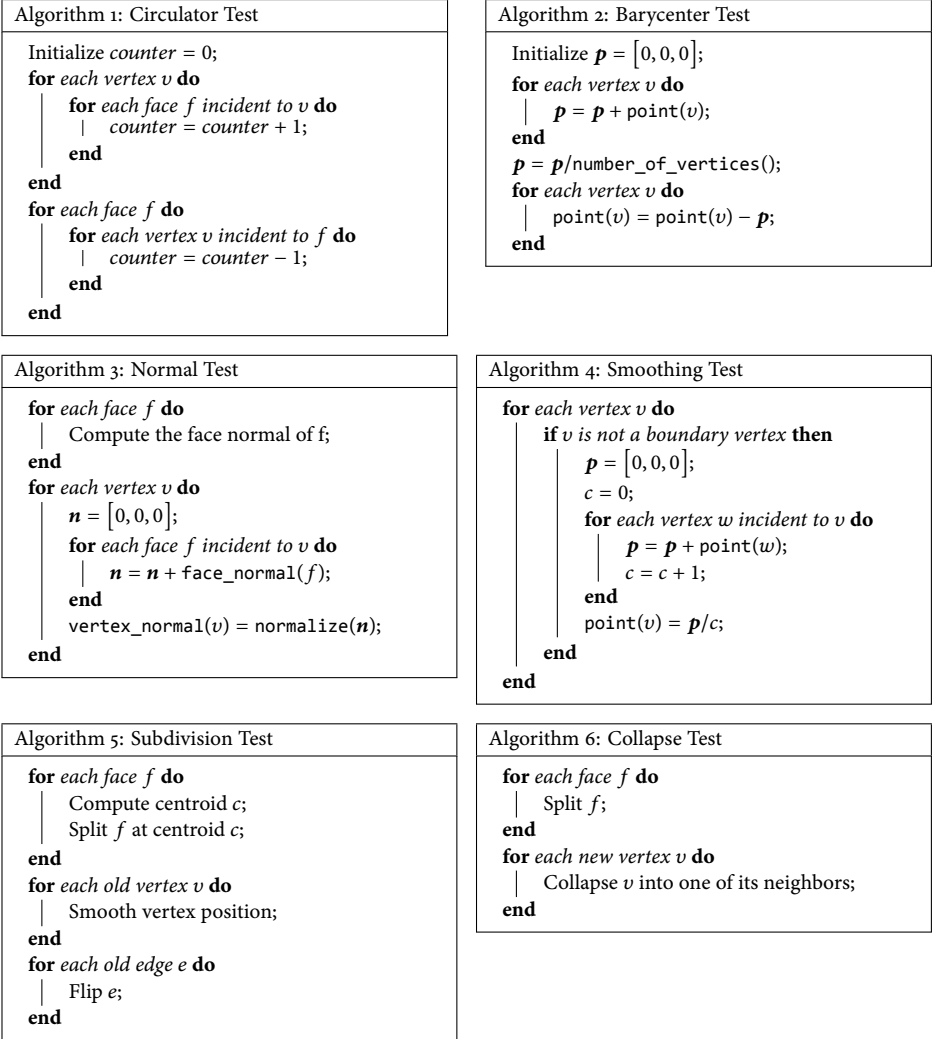 Algorithm 1: Circulator Test
Initialize counter = 0;
for each vertex v do
for each face f incident to v do
counter = counter + 1;
end
end
for each face f do
for each vertex v incident to f do
counter = counter − 1;
end
end
Algorithm 2: Barycenter Test
Initialize p = [0, 0, 0];
for each vertex v do
p = p + point(v);
end
p = p/number_of_vertices();
for each vertex v do
point(v) = point(v) − p;
end
Algorithm 3: Normal Test
for each face f do
Compute the face normal of f;
end
for each vertex v do
n = [0, 0, 0];
for each face f incident to v do
n = n + face_normal(f);
end
vertex_normal(v) = normalize(n);
end
Algorithm 4: Smoothing Test
for each vertex v do
if v is not a boundary vertex then
p = [0, 0, 0];
c = 0;
for each vertex w incident to v do
p = p + point(w);
c = c + 1;
end
point(v) = p/c;
end
end
Algorithm 5: Subdivision Test
for each face f do
Compute centroid c;
Split f at centroid c;
end
for each old vertex v do
Smooth vertex position;
end
for each old edge e do
Flip e;
end
Algorithm 6: Collapse Test
for each face f do
Split f;
end
for each new vertex v do
Collapse v into one of its neighbors;
end